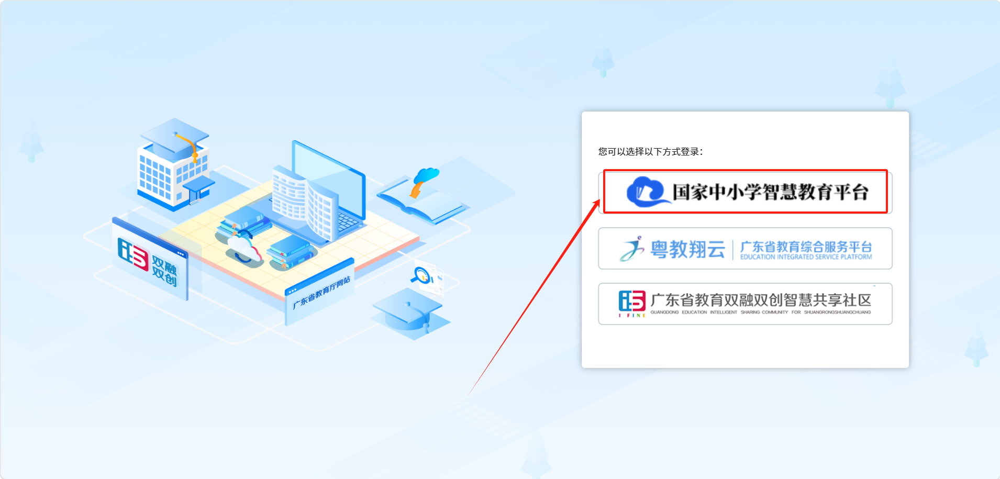 您可以选择以下方式登录：
国家中小学智慧教育平台
粤教翔云
广东省教育综合服务平台
EDUCATION INTEGRATED SERVICE PLATFORM
广东省教育双融双创智慧共享社区
I FINE
GUANGDONG EDUCATION INTELLIGENT SHARING COMMUNITY FOR SHUANGRONGSHUANGCHUANG
双融
双创
广东省教育厅网站